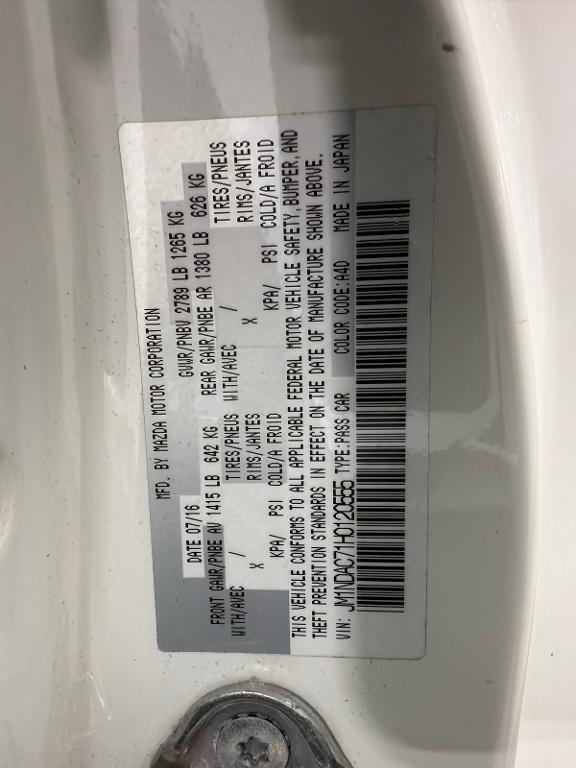 MFD. BY MAZDA MOTOR CORPORATION
DATE 07/16 GVWR/PNBV 2789 LB 1265 KG
FRONT GAWR/PNBE AV 1415 LB 642 KG REAR GAWR/PNBE AR 1380 LB 626 KG
WITH/AVEC / TIRES/PNEUS WITH/AVEC / TIRES/PNEUS
X RIMS/JANTES X RIMS/JANTES
KPA/ PSI COLD/A FROID KPA/ PSI COLD/A FROID
THIS VEHICLE CONFORMS TO ALL APPLICABLE FEDERAL MOTOR VEHICLE SAFETY, BUMPER, AND
THEFT PREVENTION STANDARDS IN EFFECT ON THE DATE OF MANUFACTURE SHOWN ABOVE.
VIN: JM1NDAC71H0120555 TYPE:PASS CAR COLOR CODE:A4D MADE IN JAPAN